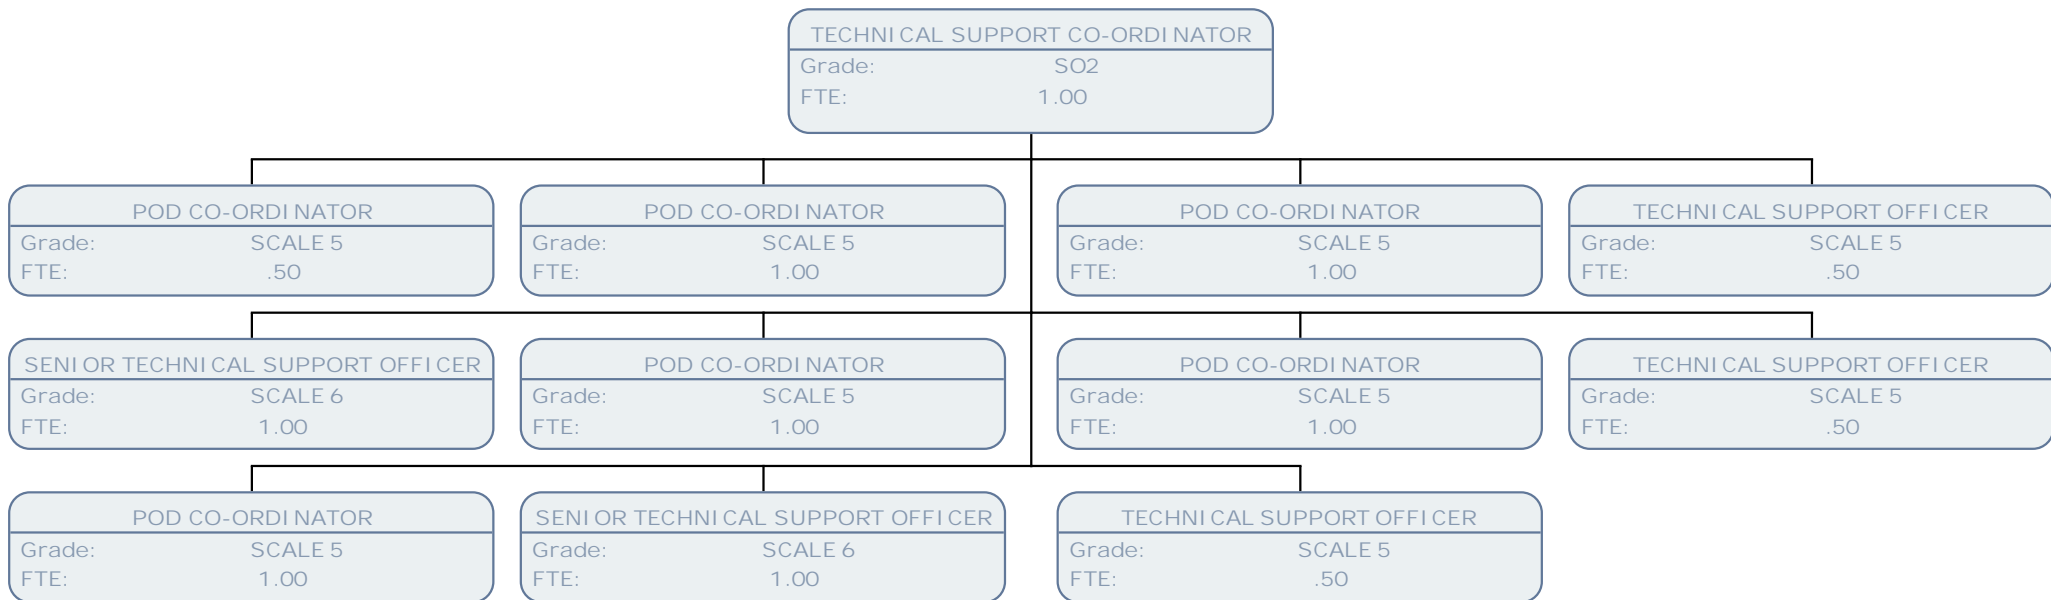 TECHNICAL SUPPORT CO-ORDINATOR
Grade: SO2
FTE: 1.00
POD CO-ORDINATOR
Grade: SCALE 5
FTE: .50
POD CO-ORDINATOR
Grade: SCALE 5
FTE: 1.00
POD CO-ORDINATOR
Grade: SCALE 5
FTE: 1.00
TECHNICAL SUPPORT OFFICER
Grade: SCALE 5
FTE: .50
SENIOR TECHNICAL SUPPORT OFFICER
Grade: SCALE 6
FTE: 1.00
POD CO-ORDINATOR
Grade: SCALE 5
FTE: 1.00
POD CO-ORDINATOR
Grade: SCALE 5
FTE: 1.00
TECHNICAL SUPPORT OFFICER
Grade: SCALE 5
FTE: .50
POD CO-ORDINATOR
Grade: SCALE 5
FTE: 1.00
SENIOR TECHNICAL SUPPORT OFFICER
Grade: SCALE 6
FTE: 1.00
TECHNICAL SUPPORT OFFICER
Grade: SCALE 5
FTE: .50